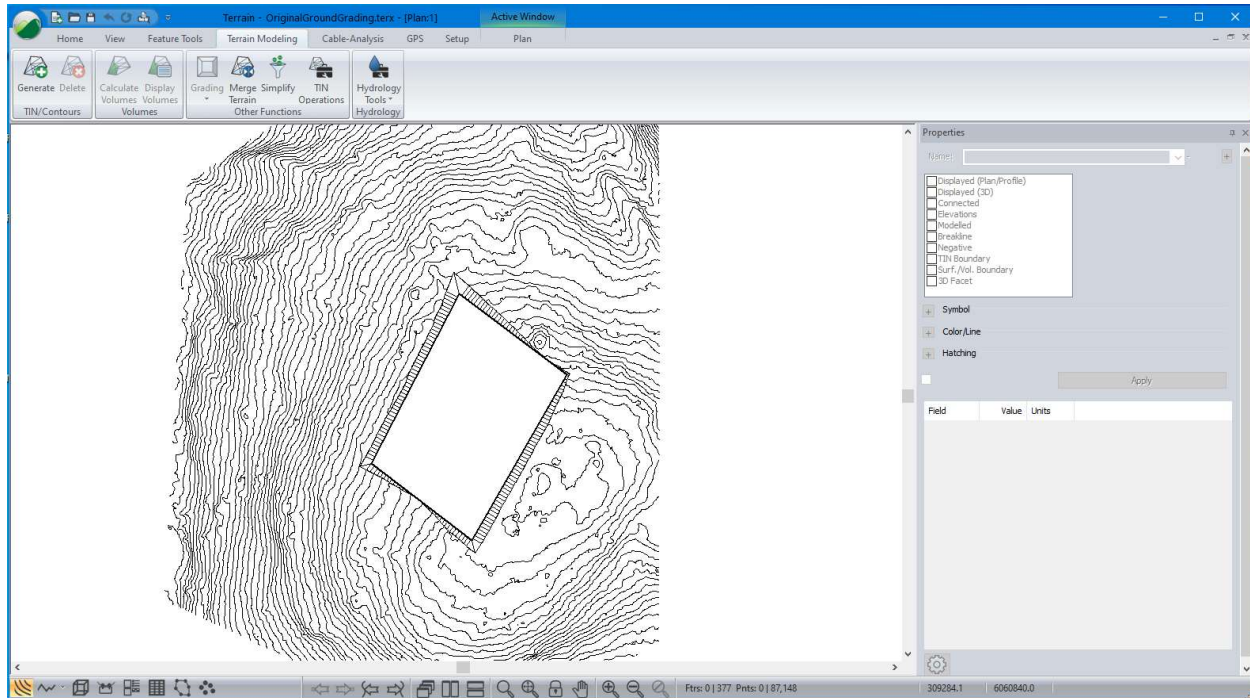 Terrain - OriginalGroundGrading.terx - [Plan:1]
Active Window
Home View Feature Tools Terrain Modeling Cable-Analysis GPS Setup Plan
Generate Delete Calculate Volumes Display Volumes Grading Merge Terrain Simplify TIN Operations Hydrology Tools
TIN/Contours Volumes Other Functions Hydrology
Properties
Name:
Displayed (Plan/Profile)
Displayed (3D)
Connected
Elevations
Modelled
Breakline
Negative
TIN Boundary
Surf./Vol. Boundary
3D Facet
Symbol
Color/Line
Hatching
Apply
Field Value Units
Ftrs: 0 | 377 Pnts: 0 | 87,148
309284.1 6060840.0